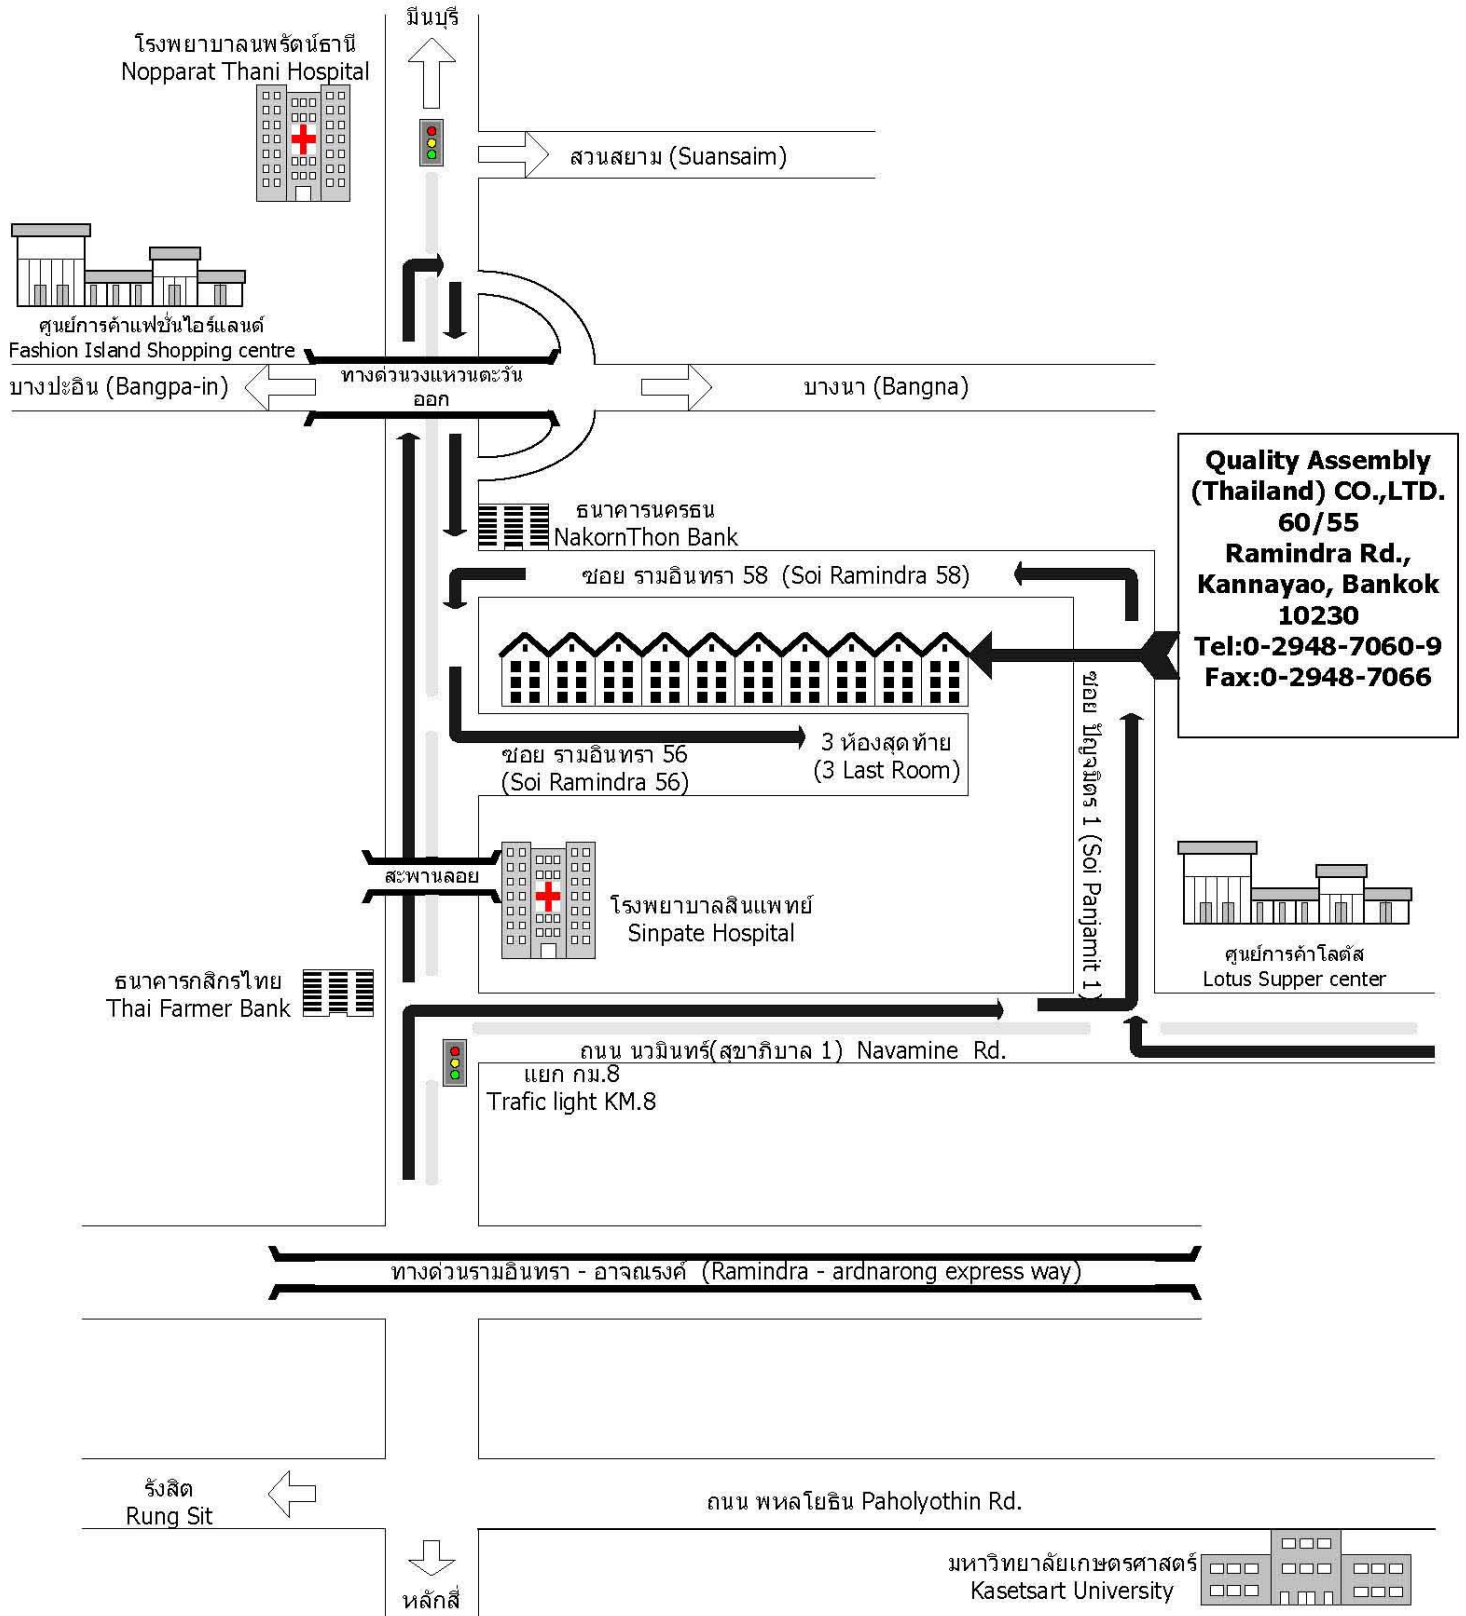 มีนบุรี
โรงพยาบาลนพรัตน์ธานี
Nopparat Thani Hospital
สวนสยาม (Suansaim)
ศูนย์การค้าแฟชั่นไอร์แลนด์
Fashion Island Shopping centre
บางปะอิน (Bangpa-in)
ทางด่วนวงแหวนตะวัน
ออก
บางนา (Bangna)
Quality Assembly
(Thailand) CO.,LTD.
60/55
Ramindra Rd.,
Kannayao, Bankok
10230
Tel:0-2948-7060-9
Fax:0-2948-7066
ธนาคารนครธน
NakornThon Bank
ซอย รามอินทรา 58 (Soi Ramindra 58)
ซอย ปัญจมิตร 1 (Soi Panjamit 1)
ซอย รามอินทรา 56
(Soi Ramindra 56)
3 ห้องสุดท้าย
(3 Last Room)
สะพานลอย
โรงพยาบาลสินแพทย์
Sinpate Hospital
ศูนย์การค้าโลตัส
Lotus Supper center
ธนาคารกสิกรไทย
Thai Farmer Bank
ถนน นวมินทร์(สุขาภิบาล 1) Navamine Rd.
แยก กม.8
Trafic light KM.8
ทางด่วนรามอินทรา - อาจณรงค์ (Ramindra - ardnarong express way)
รังสิต
Rung Sit
ถนน พหลโยธิน Paholyothin Rd.
หลักสี่
มหาวิทยาลัยเกษตรศาสตร์
Kasetsart University